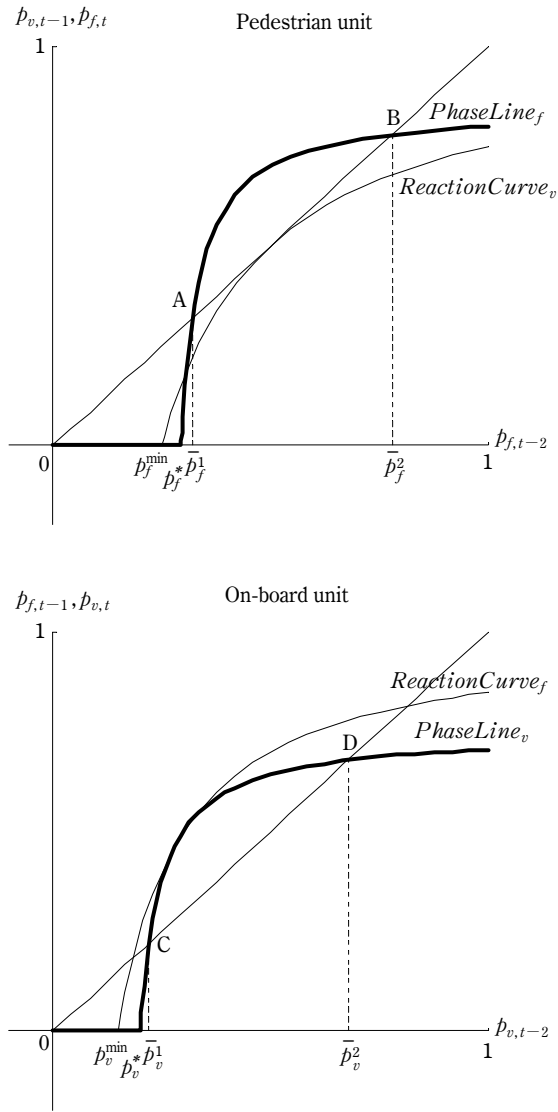 p_{v,t−1}, p_{f,t}
Pedestrian unit
1
B
PhaseLine_f
ReactionCurve_v
A
p_{f,t−2}
0
p_f^{min}
p_f^*
p̅_f^1
p̅_f^2
1
p_{f,t−1}, p_{v,t}
On-board unit
1
ReactionCurve_f
PhaseLine_v
D
C
p_{v,t−2}
0
p_v^{min}
p_v^*
p̅_v^1
p̅_v^2
1